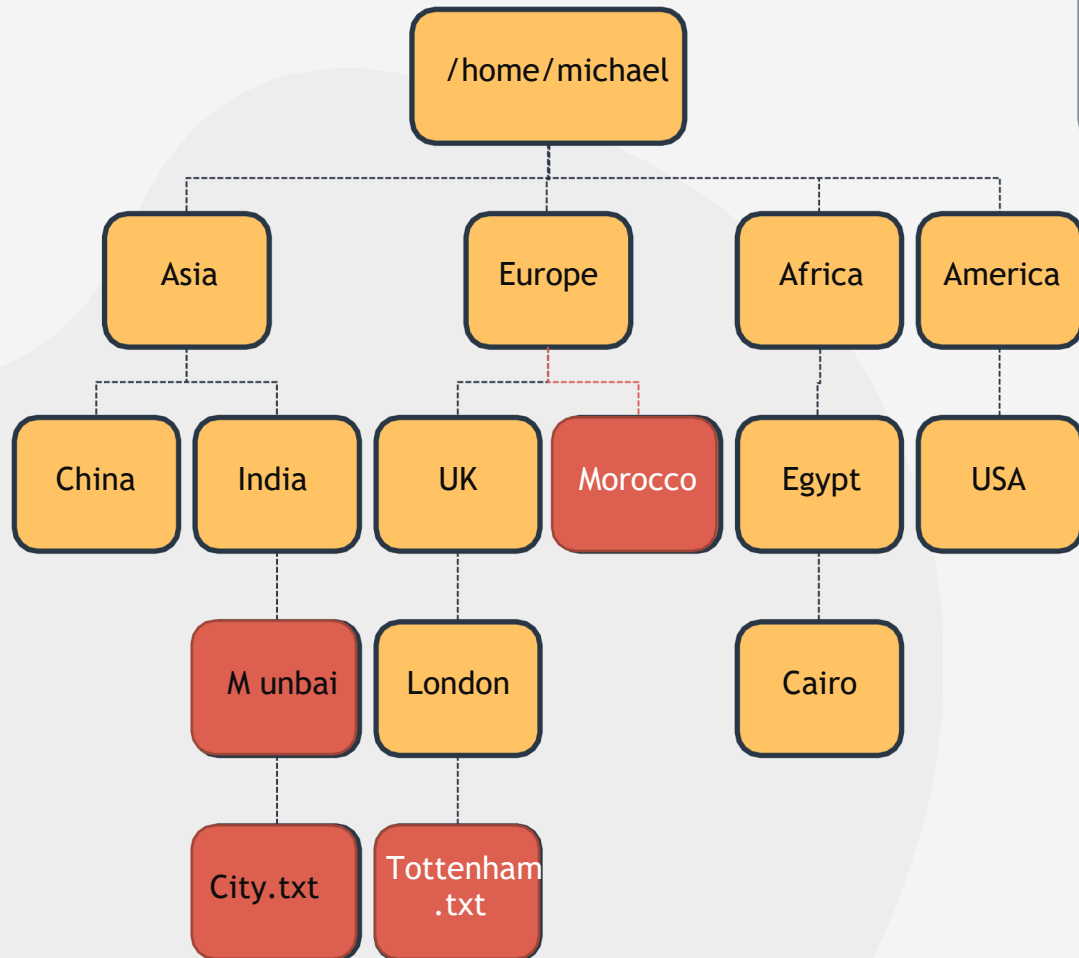 /home/michael
Asia
Europe
Africa
America
China
India
UK
Morocco
Egypt
USA
M unbai
London
Cairo
City.txt
Tottenham
.txt